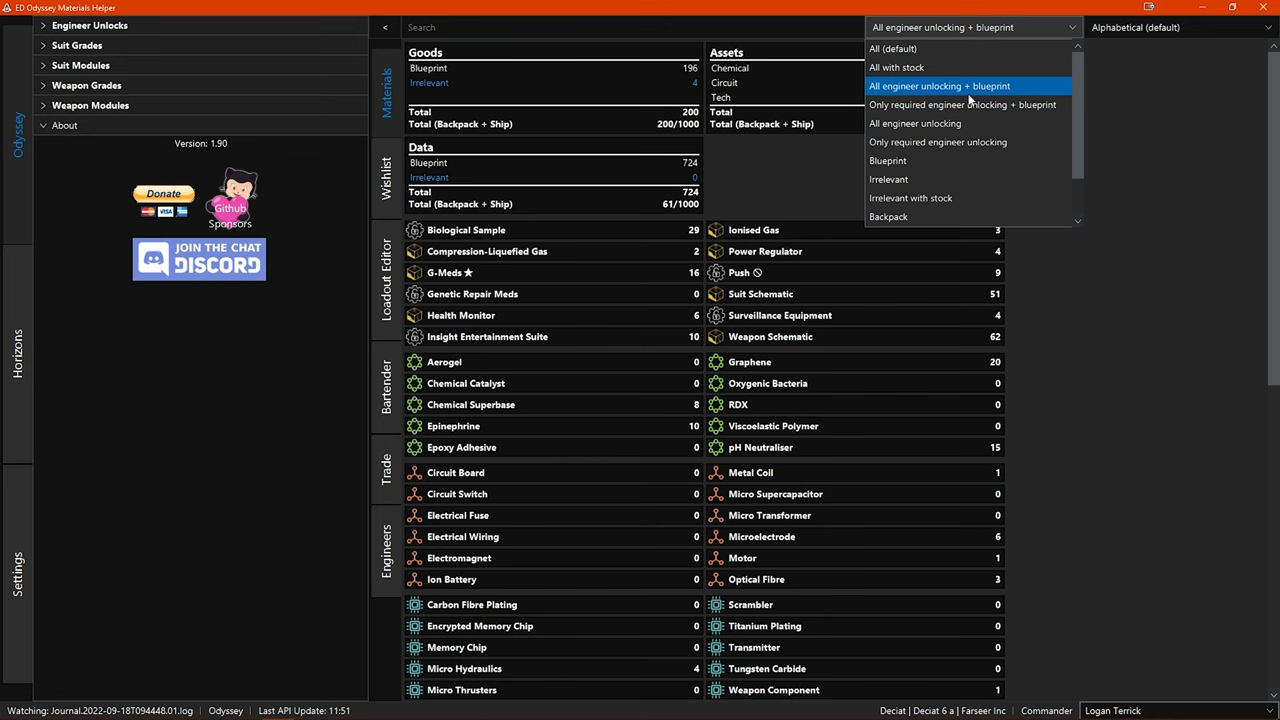 ED Odyssey Materials Helper
Engineer Unlocks
Suit Grades
Suit Modules
Weapon Grades
Weapon Modules
About
Version: 1.90
Donate
Github
Sponsors
JOIN THE CHAT
DISCORD
Odyssey
Horizons
Settings
<
Materials
Wishlist
Loadout Editor
Bartender
Trade
Engineers
Search
All engineer unlocking + blueprint
Alphabetical (default)
All (default)
All with stock
All engineer unlocking + blueprint
Only required engineer unlocking + blueprint
All engineer unlocking
Only required engineer unlocking
Blueprint
Irrelevant
Irrelevant with stock
Backpack
Goods
Blueprint 196
Irrelevant 4
Total 200
Total (Backpack + Ship) 200/1000
Assets
Chemical
Circuit
Tech
Total
Total (Backpack + Ship)
Data
Blueprint 724
Irrelevant 0
Total 724
Total (Backpack + Ship) 61/1000
Biological Sample 29 Ionised Gas 3
Compression-Liquefied Gas 2 Power Regulator 4
G-Meds ★ 16 Push 9
Genetic Repair Meds 0 Suit Schematic 51
Health Monitor 6 Surveillance Equipment 4
Insight Entertainment Suite 10 Weapon Schematic 62
Aerogel 0 Graphene 20
Chemical Catalyst 0 Oxygenic Bacteria 0
Chemical Superbase 8 RDX 0
Epinephrine 10 Viscoelastic Polymer 0
Epoxy Adhesive 0 pH Neutraliser 15
Circuit Board 0 Metal Coil 1
Circuit Switch 0 Micro Supercapacitor 0
Electrical Fuse 0 Micro Transformer 0
Electrical Wiring 0 Microelectrode 6
Electromagnet 0 Motor 1
Ion Battery 0 Optical Fibre 3
Carbon Fibre Plating 0 Scrambler 0
Encrypted Memory Chip 0 Titanium Plating 0
Memory Chip 0 Transmitter 0
Micro Hydraulics 4 Tungsten Carbide 0
Micro Thrusters 0 Weapon Component 1
Watching: Journal.2022-09-18T094448.01.log Odyssey Last API Update: 11:51 Deciat | Deciat 6 a | Farseer Inc Commander Logan Terrick